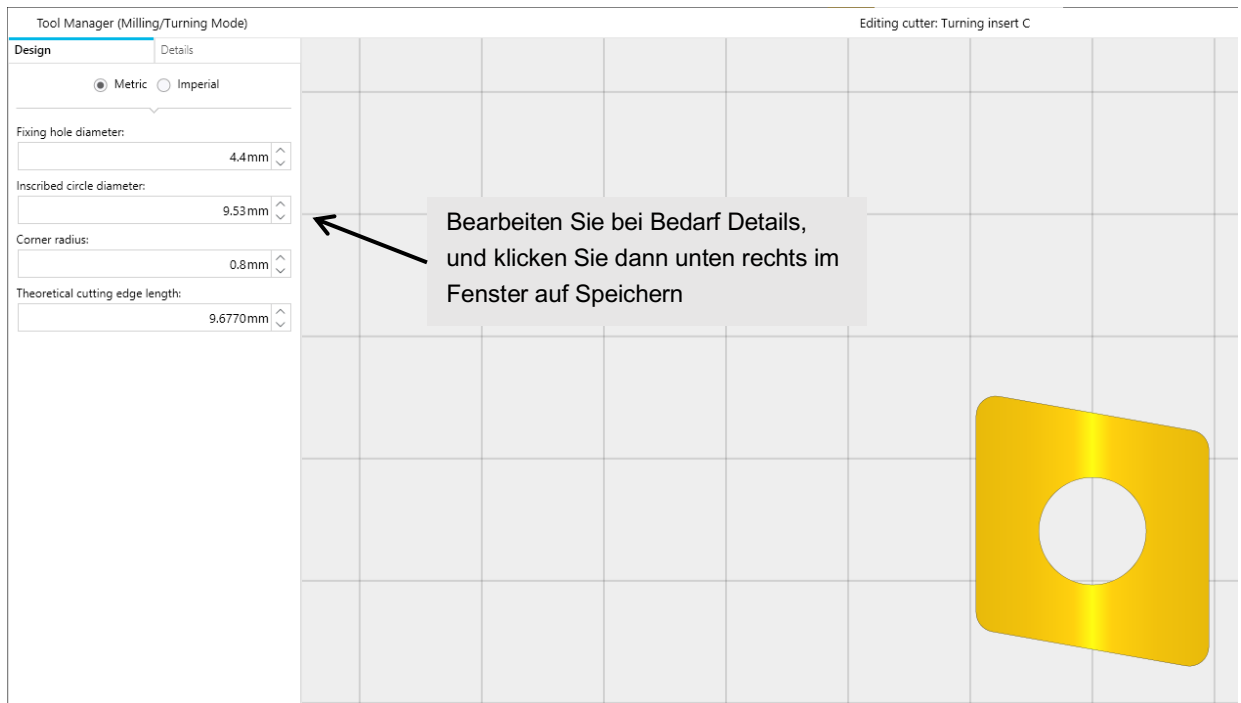 Tool Manager (Milling/Turning Mode)
Editing cutter: Turning insert C
Design
Details
Metric
Imperial
Fixing hole diameter:
4.4mm
Inscribed circle diameter:
9.53mm
Corner radius:
0.8mm
Theoretical cutting edge length:
9.6770mm
Bearbeiten Sie bei Bedarf Details,
und klicken Sie dann unten rechts im
Fenster auf Speichern